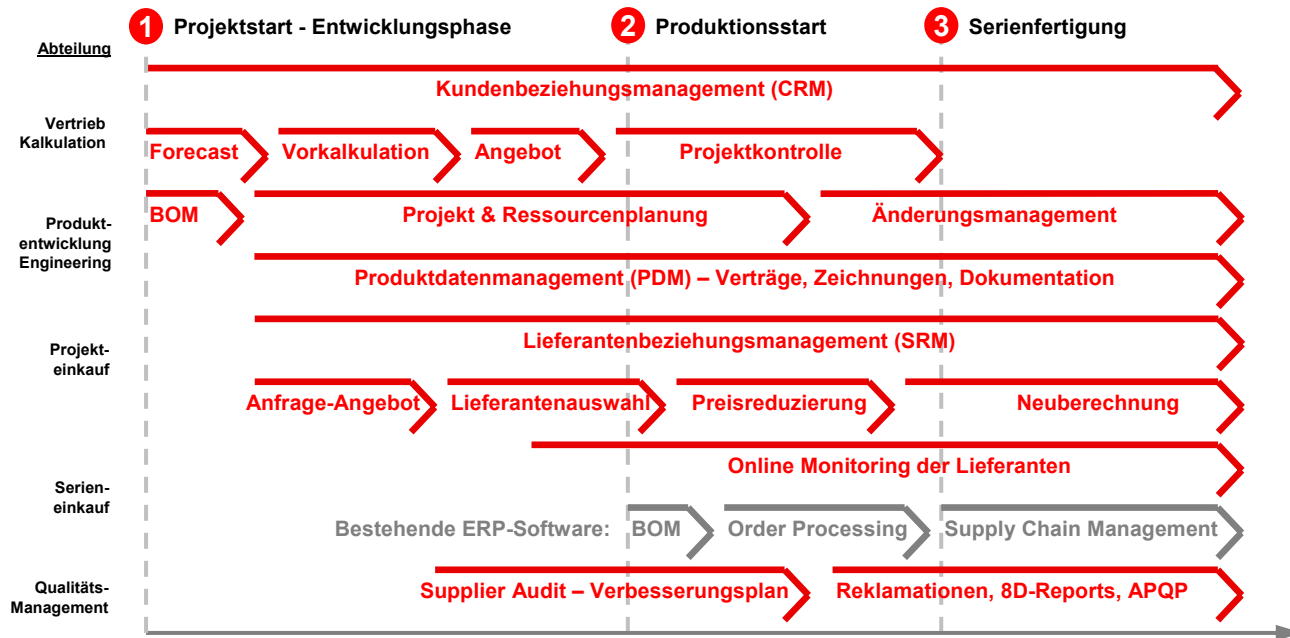 1 Projektstart - Entwicklungsphase 2 Produktionsstart 3 Serienfertigung
Abteilung
Kundenbeziehungsmanagement (CRM)
Vertrieb
Kalkulation
Forecast Vorkalkulation Angebot Projektkontrolle
BOM Projekt & Ressourcenplanung Änderungsmanagement
Produkt-
entwicklung
Engineering
Produktdatenmanagement (PDM) – Verträge, Zeichnungen, Dokumentation
Lieferantenbeziehungsmanagement (SRM)
Projekt-
einkauf
Anfrage-Angebot Lieferantenauswahl Preisreduzierung Neuberechnung
Online Monitoring der Lieferanten
Serien-
einkauf
Bestehende ERP-Software: BOM Order Processing Supply Chain Management
Qualitäts-
Management
Supplier Audit – Verbesserungsplan Reklamationen, 8D-Reports, APQP